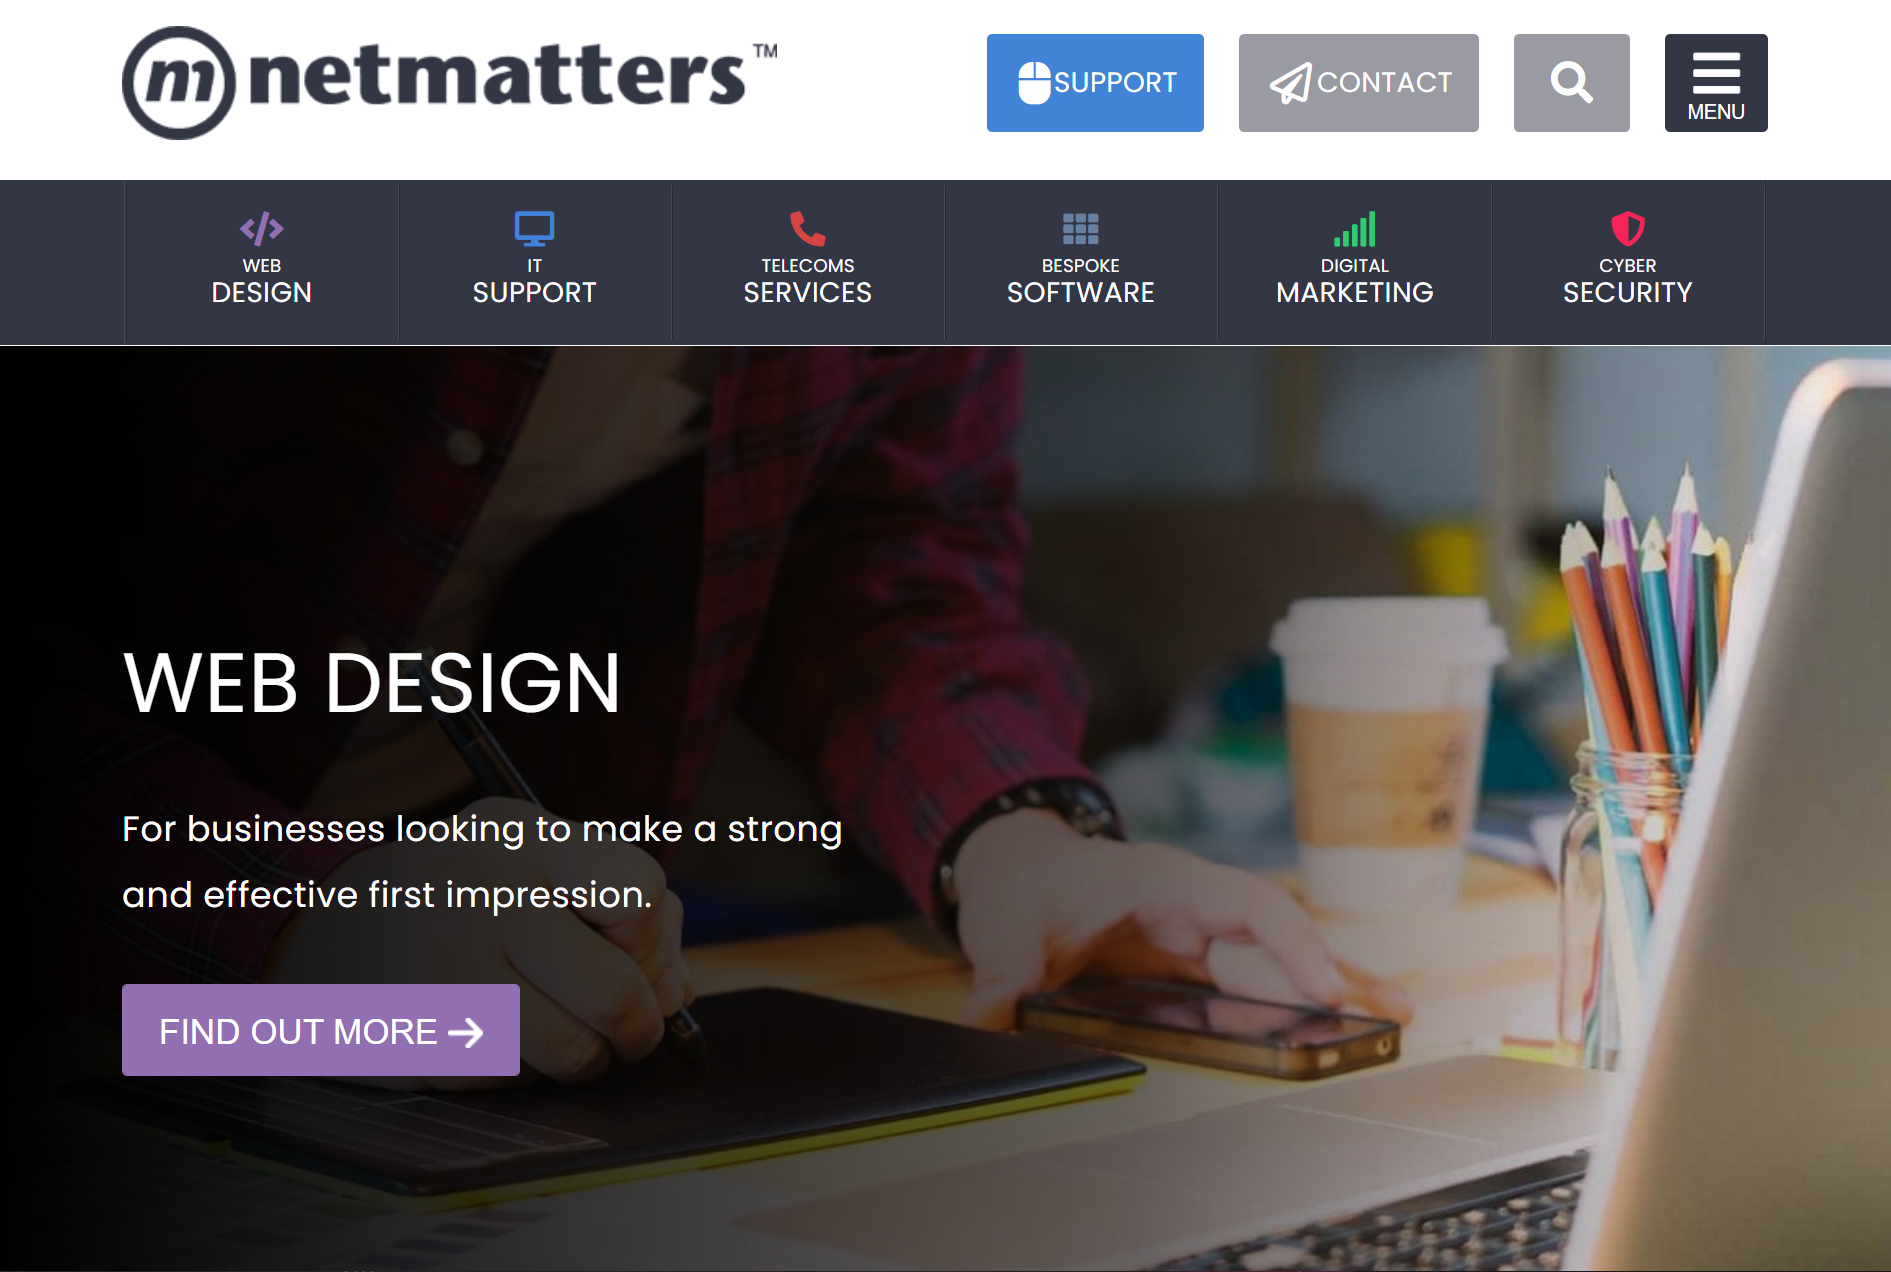 m netmatters™
SUPPORT
CONTACT
MENU
WEB
DESIGN
IT
SUPPORT
TELECOMS
SERVICES
BESPOKE
SOFTWARE
DIGITAL
MARKETING
CYBER
SECURITY
WEB DESIGN
For businesses looking to make a strong
and effective first impression.
FIND OUT MORE